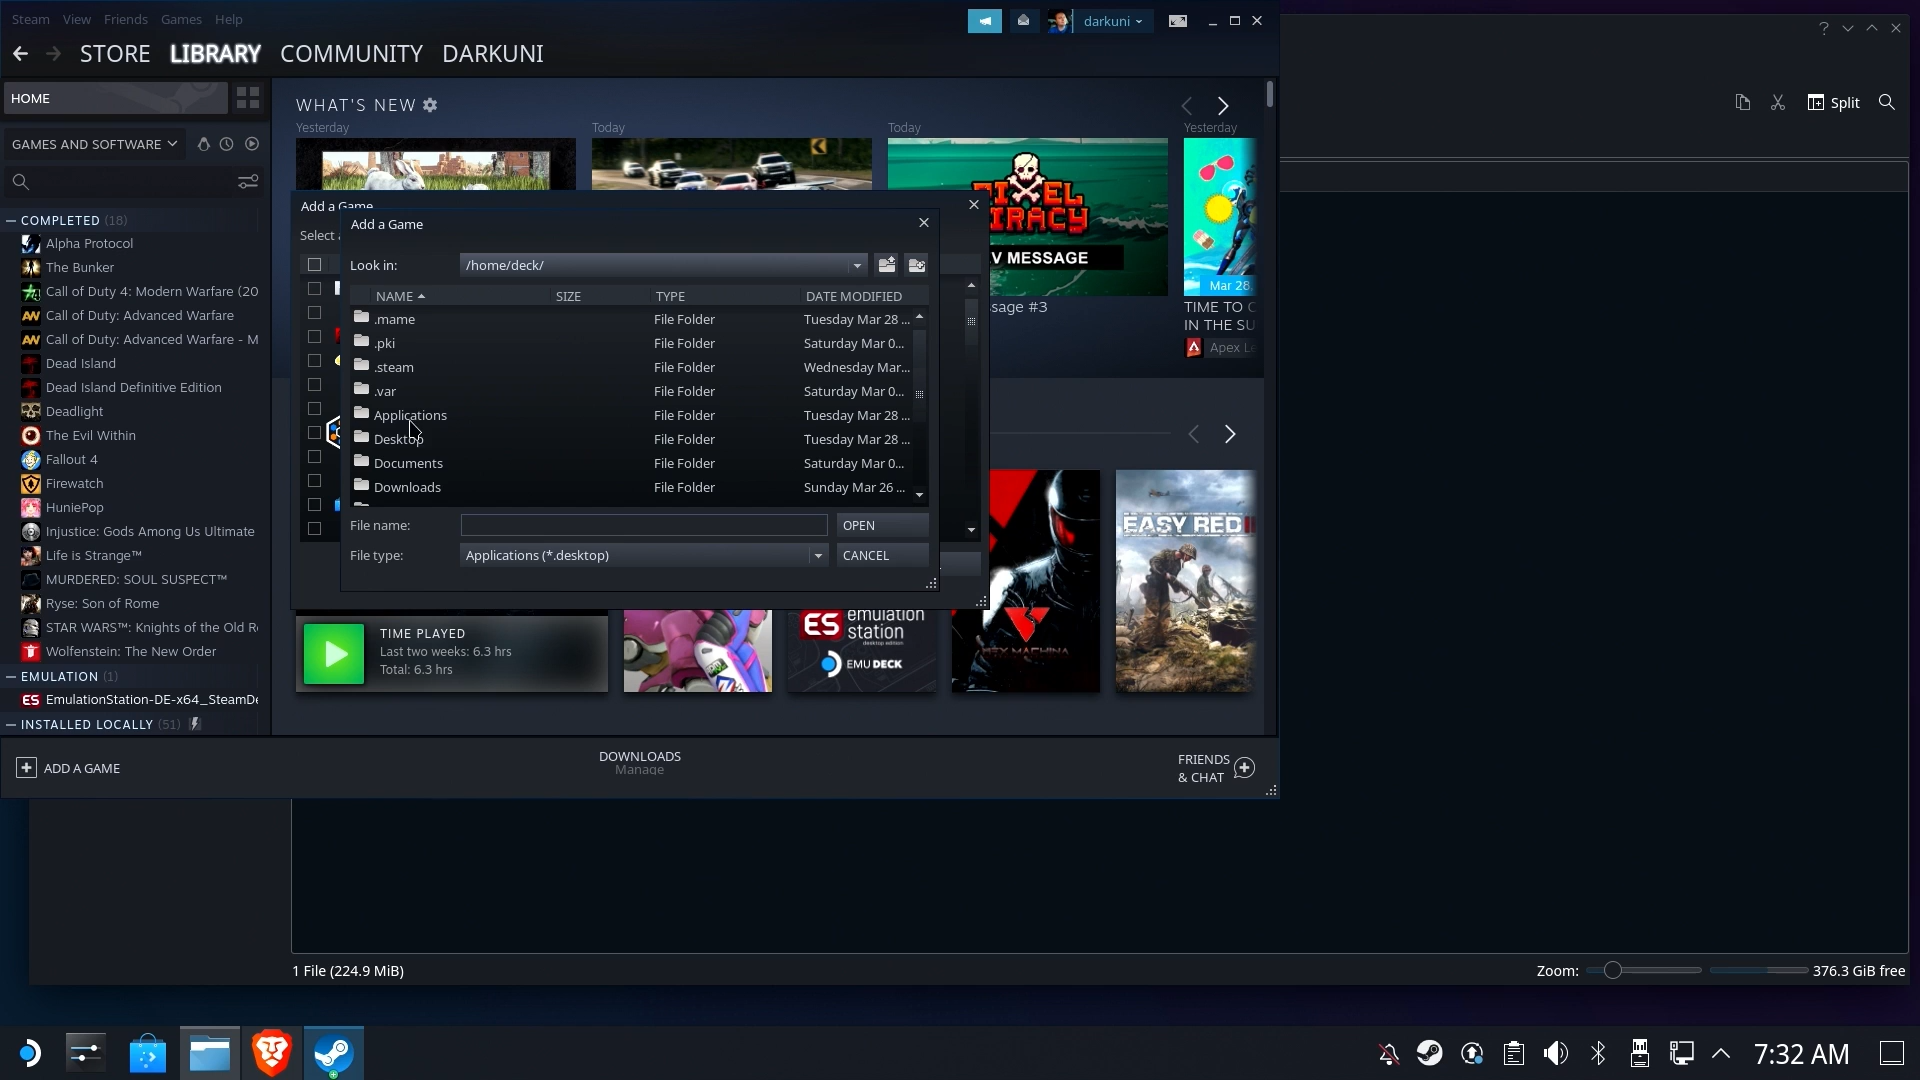 Steam View Friends Games Help
darkuni
STORE LIBRARY COMMUNITY DARKUNI
HOME
GAMES AND SOFTWARE
COMPLETED (18)
Alpha Protocol
The Bunker
Call of Duty 4: Modern Warfare (20
Call of Duty: Advanced Warfare
Call of Duty: Advanced Warfare - M
Dead Island
Dead Island Definitive Edition
Deadlight
The Evil Within
Fallout 4
Firewatch
HuniePop
Injustice: Gods Among Us Ultimate
Life is Strange™
MURDERED: SOUL SUSPECT™
Ryse: Son of Rome
STAR WARS™: Knights of the Old R
Wolfenstein: The New Order
EMULATION (1)
ES EmulationStation-DE-x64_SteamDe
INSTALLED LOCALLY (51)
WHAT'S NEW
Yesterday Today Today Yesterday
V MESSAGE
Mar 28,
sage #3
TIME TO
IN THE SU
Apex Le
Add a Game
Select
Add a Game
Look in: /home/deck/
NAME SIZE TYPE DATE MODIFIED
.mame File Folder Tuesday Mar 28 ...
.pki File Folder Saturday Mar 0...
.steam File Folder Wednesday Mar...
.var File Folder Saturday Mar 0...
Applications File Folder Tuesday Mar 28 ...
Desktop File Folder Tuesday Mar 28 ...
Documents File Folder Saturday Mar 0...
Downloads File Folder Sunday Mar 26 ...
File name: OPEN
File type: Applications (*.desktop) CANCEL
TIME PLAYED
Last two weeks: 6.3 hrs
Total: 6.3 hrs
ES emulation
station
desktop edition
EMUDECK
EASY RED II
ADD A GAME
DOWNLOADS
Manage
FRIENDS
& CHAT
Split
1 File (224.9 MiB)
Zoom: 376.3 GiB free
7:32 AM